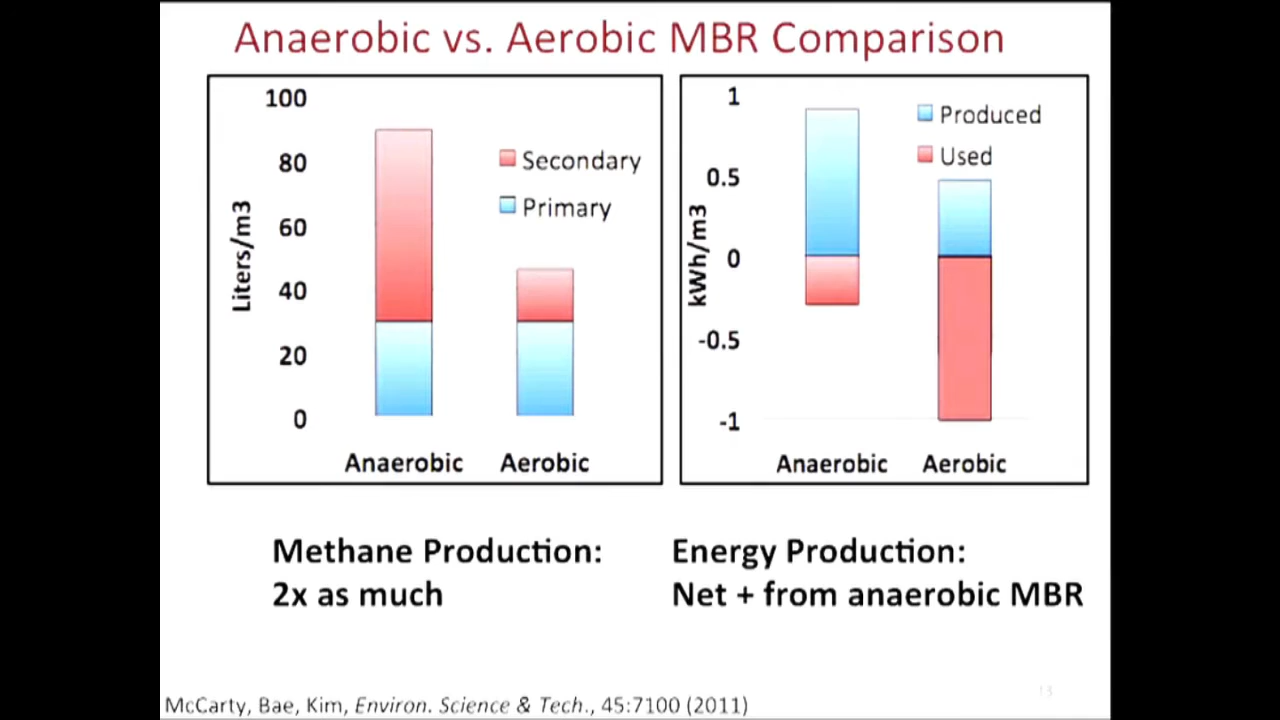 Anaerobic vs. Aerobic MBR Comparison
100
80
60
40
20
0
Liters/m3
Secondary
Primary
Anaerobic Aerobic
1
0.5
0
-0.5
-1
kWh/m3
Produced
Used
Anaerobic Aerobic
Methane Production:
2x as much
Energy Production:
Net + from anaerobic MBR
13
McCarty, Bae, Kim, Environ. Science & Tech., 45:7100 (2011)